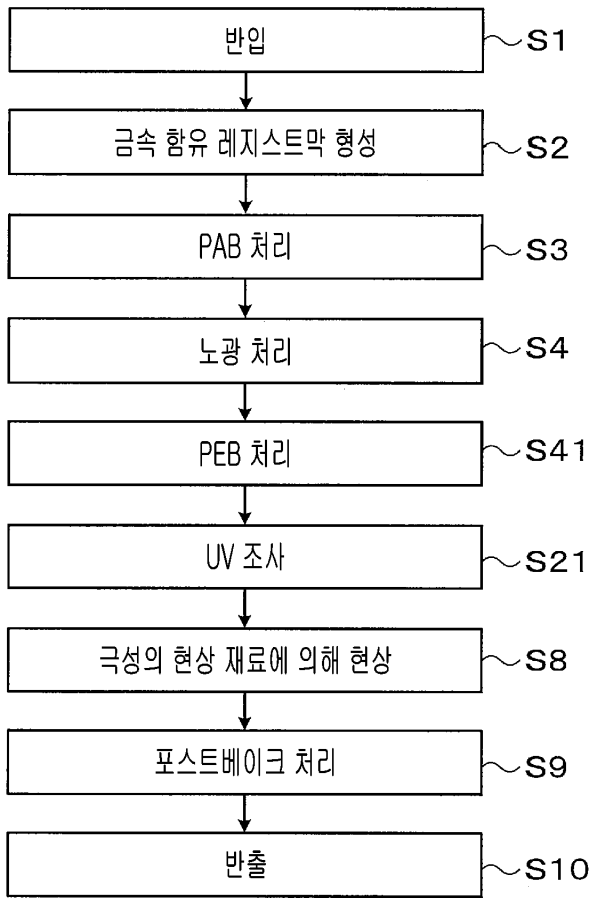 반입 S1
금속 함유 레지스트막 형성 S2
PAB 처리 S3
노광 처리 S4
PEB 처리 S41
UV 조사 S21
극성의 현상 재료에 의해 현상 S8
포스트베이크 처리 S9
반출 S10